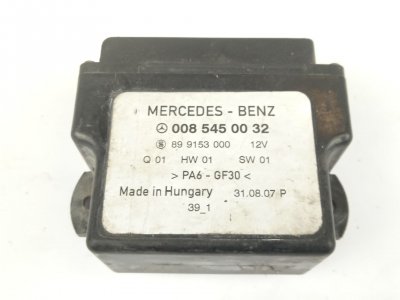 MERCEDES - BENZ
008 545 00 32
89 9153 000 12V
Q 01 HW 01 SW 01
> PA6 - GF30 <
Made in Hungary 31.08.07 P
39_1